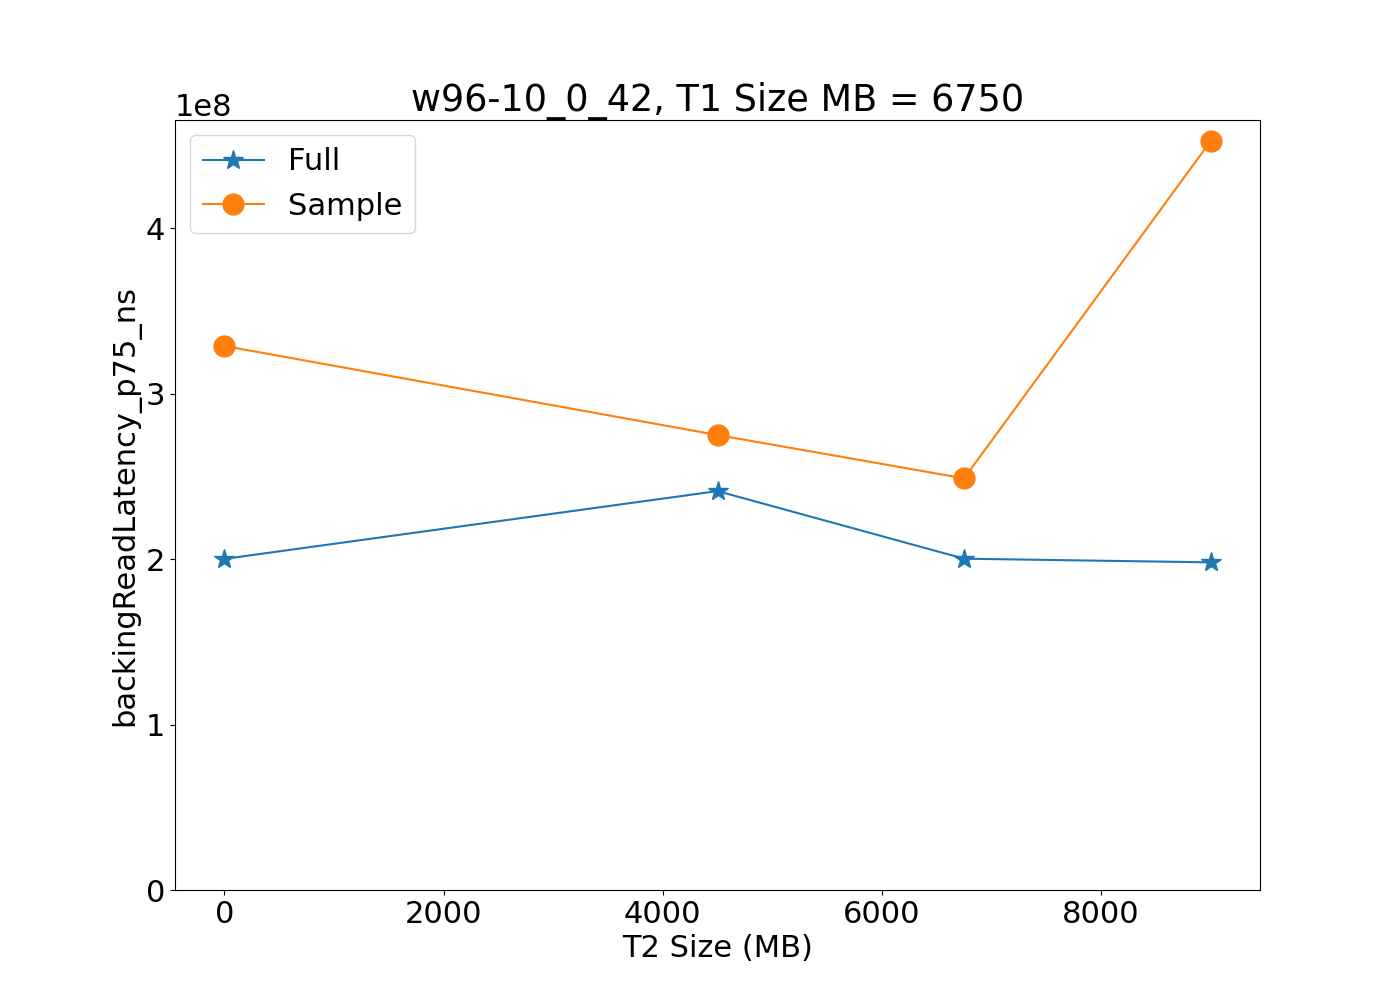 w96-10_0_42, T1 Size MB = 6750
1e8
Full
Sample
4
3
2
1
0
backingReadLatency_p75_ns
0 2000 4000 6000 8000
T2 Size (MB)